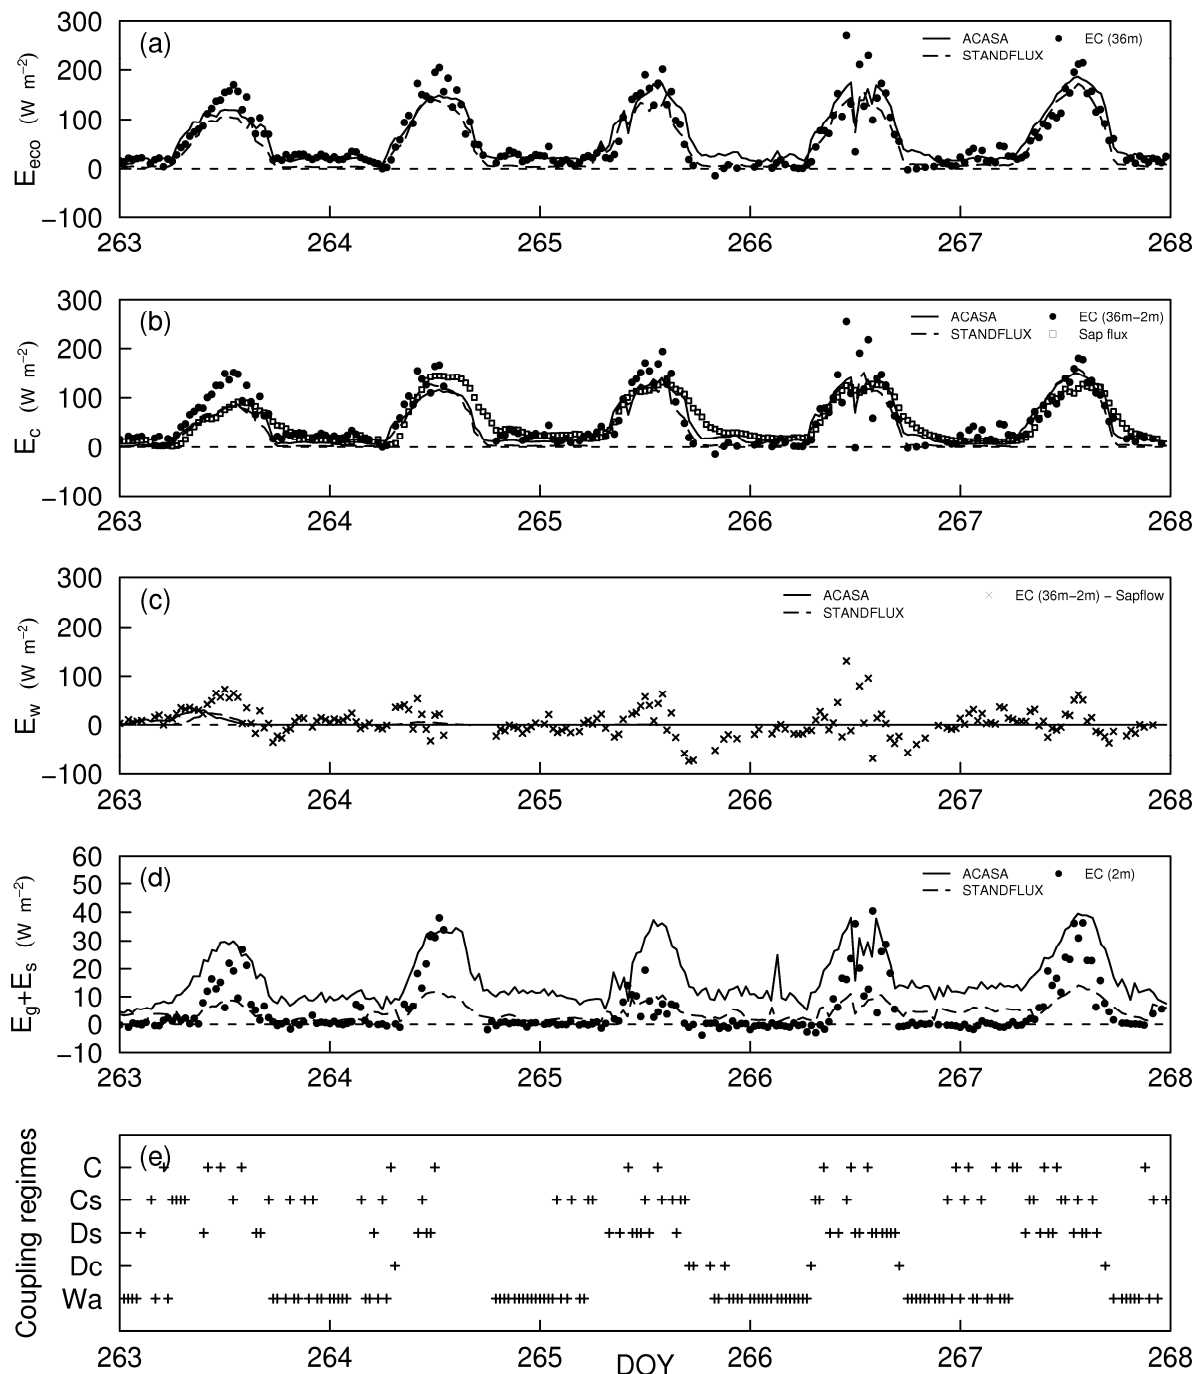 300
200
100
0
−100
E_eco (W m⁻²)
(a)
ACASA
STANDFLUX
EC (36m)
263 264 265 266 267 268
300
200
100
0
−100
E_c (W m⁻²)
(b)
ACASA
STANDFLUX
EC (36m−2m)
Sap flux
263 264 265 266 267 268
300
200
100
0
−100
E_w (W m⁻²)
(c)
ACASA
STANDFLUX
EC (36m−2m) − Sapflow
263 264 265 266 267 268
60
50
40
30
20
10
0
−10
E_g+E_s (W m⁻²)
(d)
ACASA
STANDFLUX
EC (2m)
263 264 265 266 267 268
Coupling regimes
(e)
C
Cs
Ds
Dc
Wa
263 264 265 266 267 268
DOY